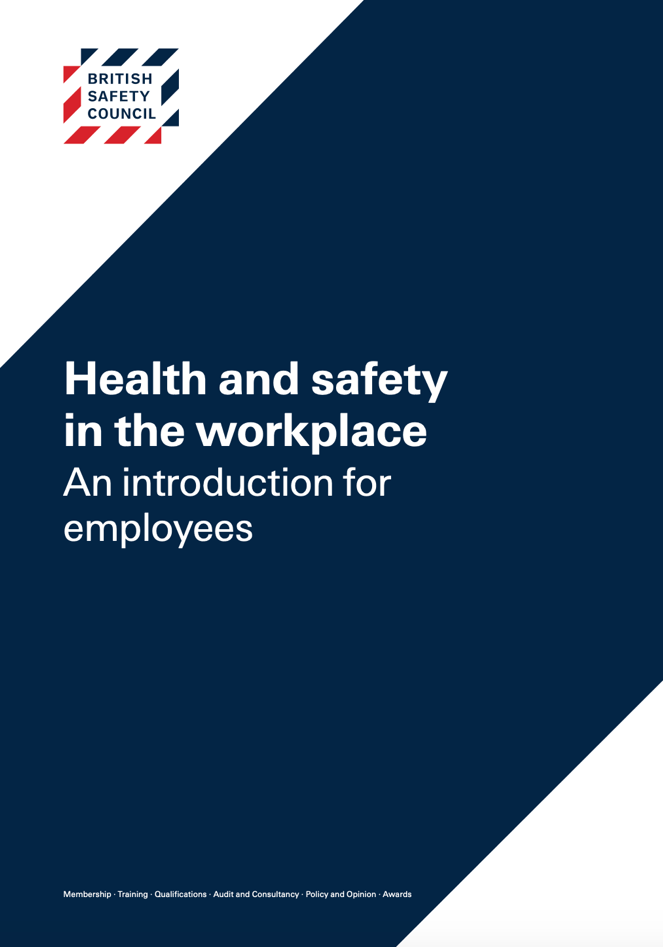 BRITISH
SAFETY
COUNCIL
Health and safety
in the workplace
An introduction for
employees
Membership · Training · Qualifications · Audit and Consultancy · Policy and Opinion · Awards